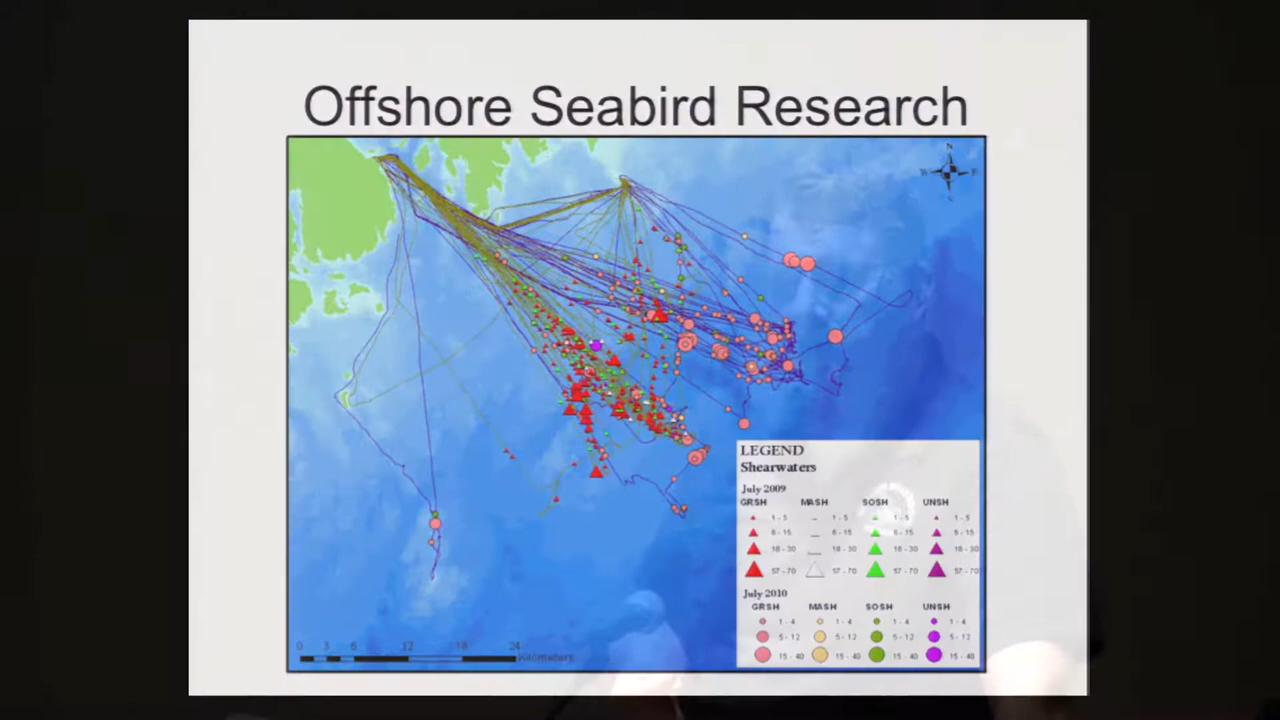 Offshore Seabird Research
N
W E
LEGEND
Shearwaters
July 2009
GRSH MASH SOSH UNSH
1 - 5 1 - 5 1 - 5 1 - 5
6 - 15 6 - 15 6 - 15 6 - 15
18 - 30 18 - 30 18 - 30 18 - 30
57 - 70 57 - 70 57 - 70 57 - 70
July 2010
GRSH MASH SOSH UNSH
1 - 4 1 - 4 1 - 4 1 - 4
5 - 12 5 - 12 5 - 12 5 - 12
15 - 40 15 - 40 15 - 40 15 - 40
0 3 6 12 18 24
Kilometers